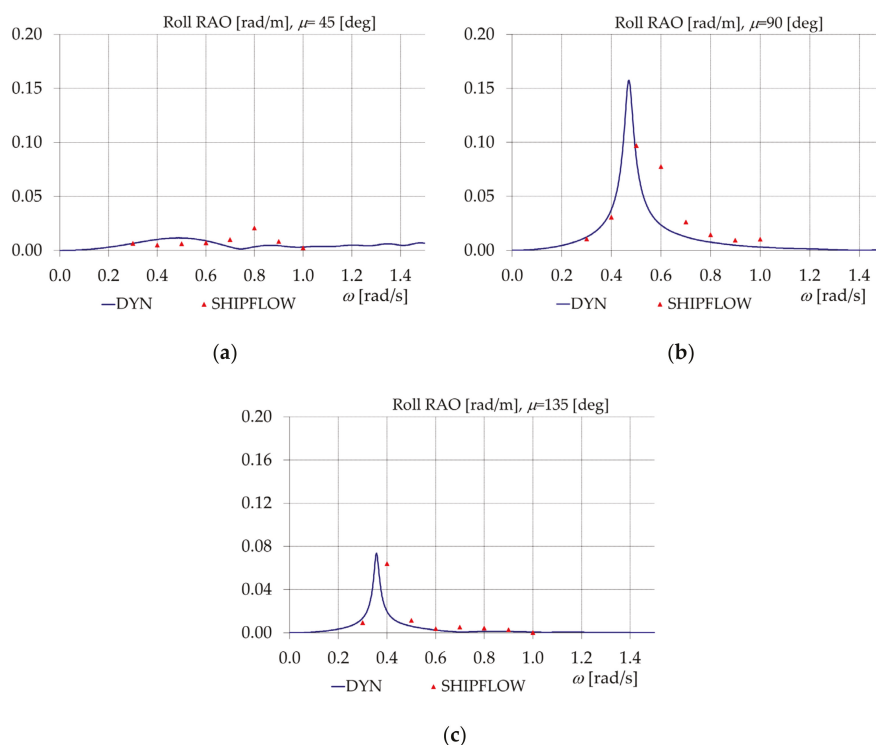 Roll RAO [rad/m], μ= 45 [deg]
0.20
0.15
0.10
0.05
0.00
0.0 0.2 0.4 0.6 0.8 1.0 1.2 1.4
ω [rad/s]
DYN SHIPFLOW
(a)
Roll RAO [rad/m], μ=90 [deg]
0.20
0.15
0.10
0.05
0.00
0.0 0.2 0.4 0.6 0.8 1.0 1.2 1.4
ω [rad/s]
DYN SHIPFLOW
(b)
Roll RAO [rad/m], μ=135 [deg]
0.20
0.16
0.12
0.08
0.04
0.00
0.0 0.2 0.4 0.6 0.8 1.0 1.2 1.4
ω [rad/s]
DYN SHIPFLOW
(c)